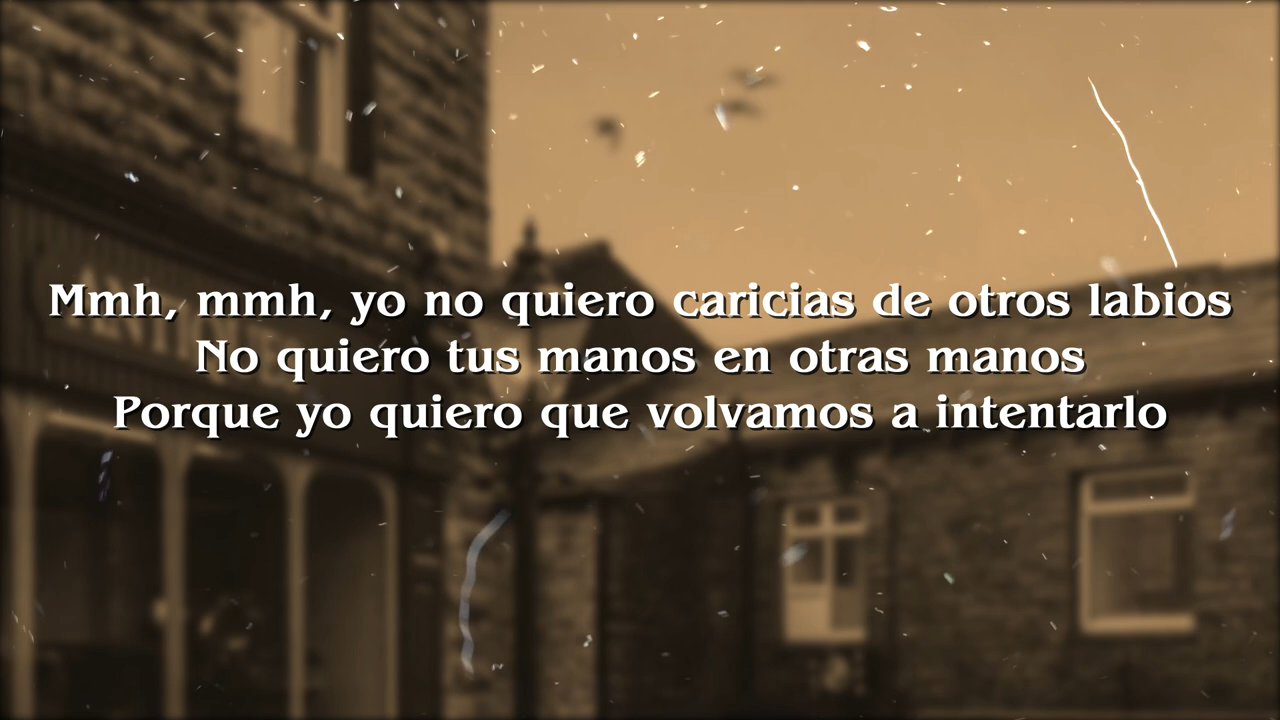 Mmh, mmh, yo no quiero caricias de otros labios
No quiero tus manos en otras manos
Porque yo quiero que volvamos a intentarlo